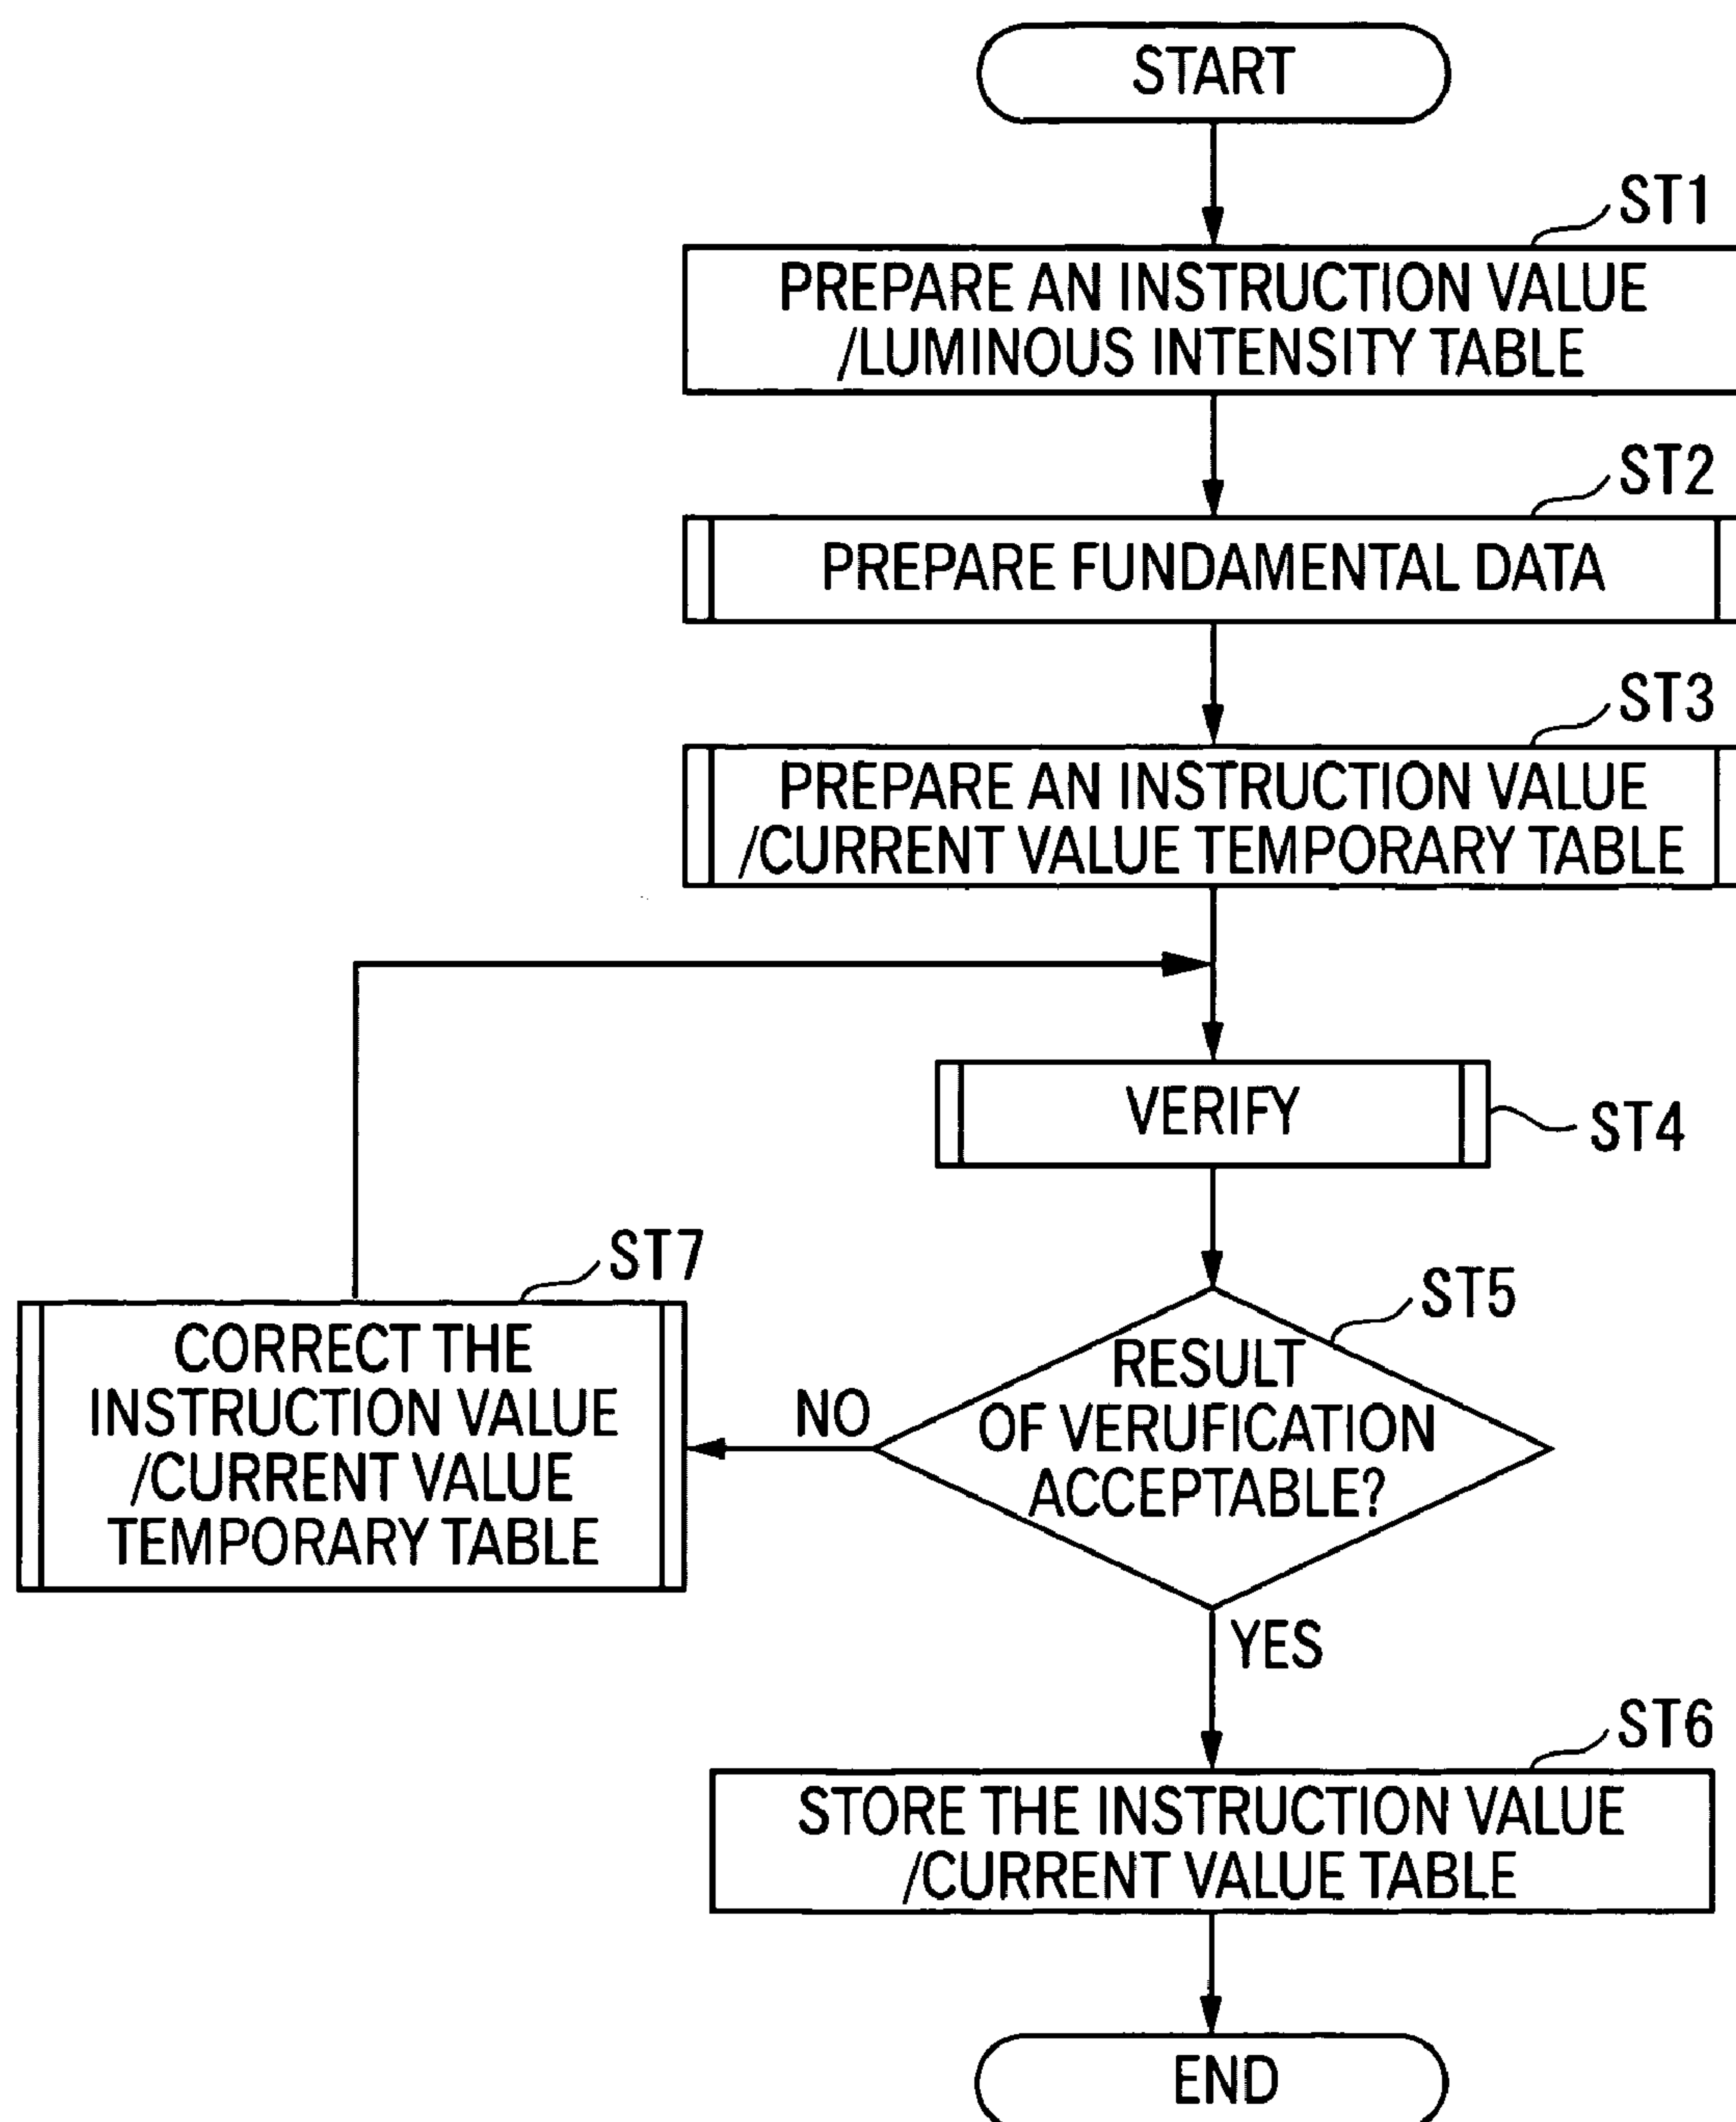 START
ST1
PREPARE AN INSTRUCTION VALUE
/LUMINOUS INTENSITY TABLE
ST2
PREPARE FUNDAMENTAL DATA
ST3
PREPARE AN INSTRUCTION VALUE
/CURRENT VALUE TEMPORARY TABLE
VERIFY
ST4
ST7
CORRECT THE
INSTRUCTION VALUE
/CURRENT VALUE
TEMPORARY TABLE
NO
ST5
RESULT
OF VERUFICATION
ACCEPTABLE?
YES
ST6
STORE THE INSTRUCTION VALUE
/CURRENT VALUE TABLE
END